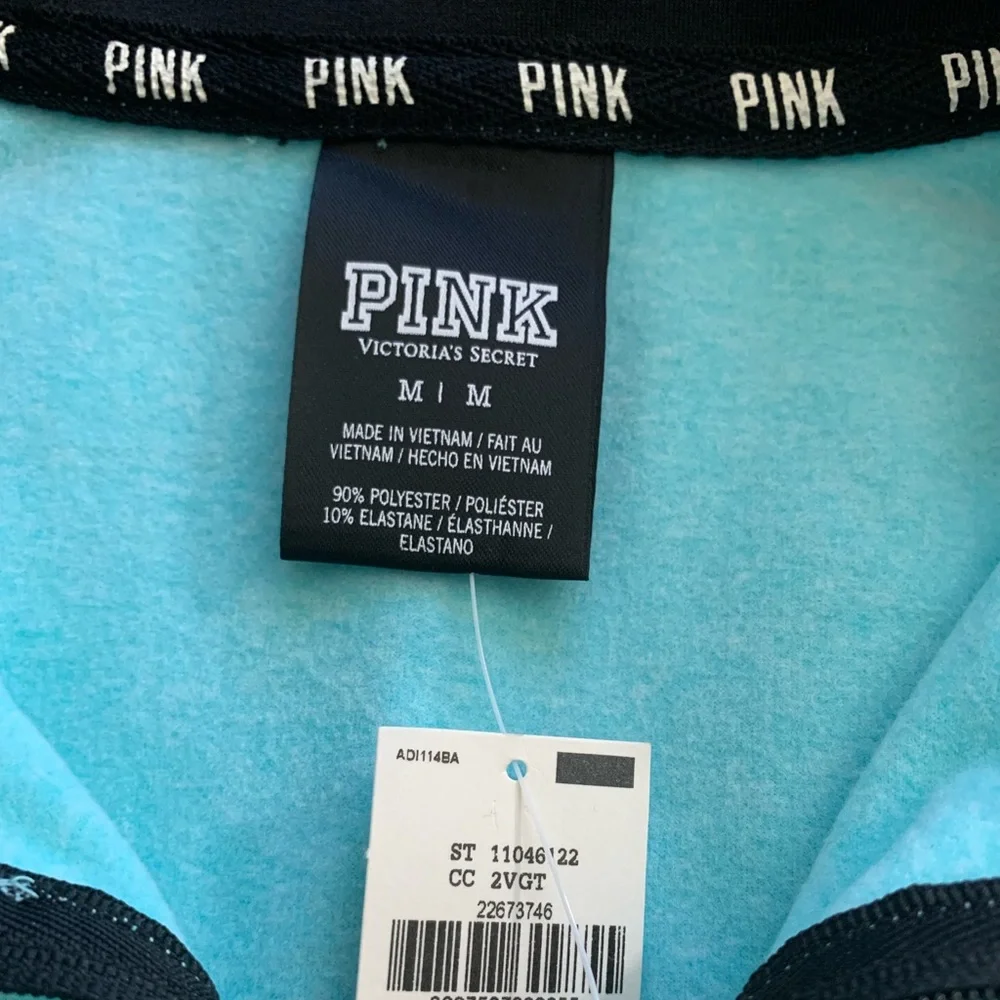 PINK PINK PINK PINK
PINK
VICTORIA'S SECRET
M | M
MADE IN VIETNAM / FAIT AU
VIETNAM / HECHO EN VIETNAM
90% POLYESTER / POLIÉSTER
10% ELASTANE / ÉLASTHANNE /
ELASTANO
ADI114BA
ST 11046122
CC 2VGT
22673746